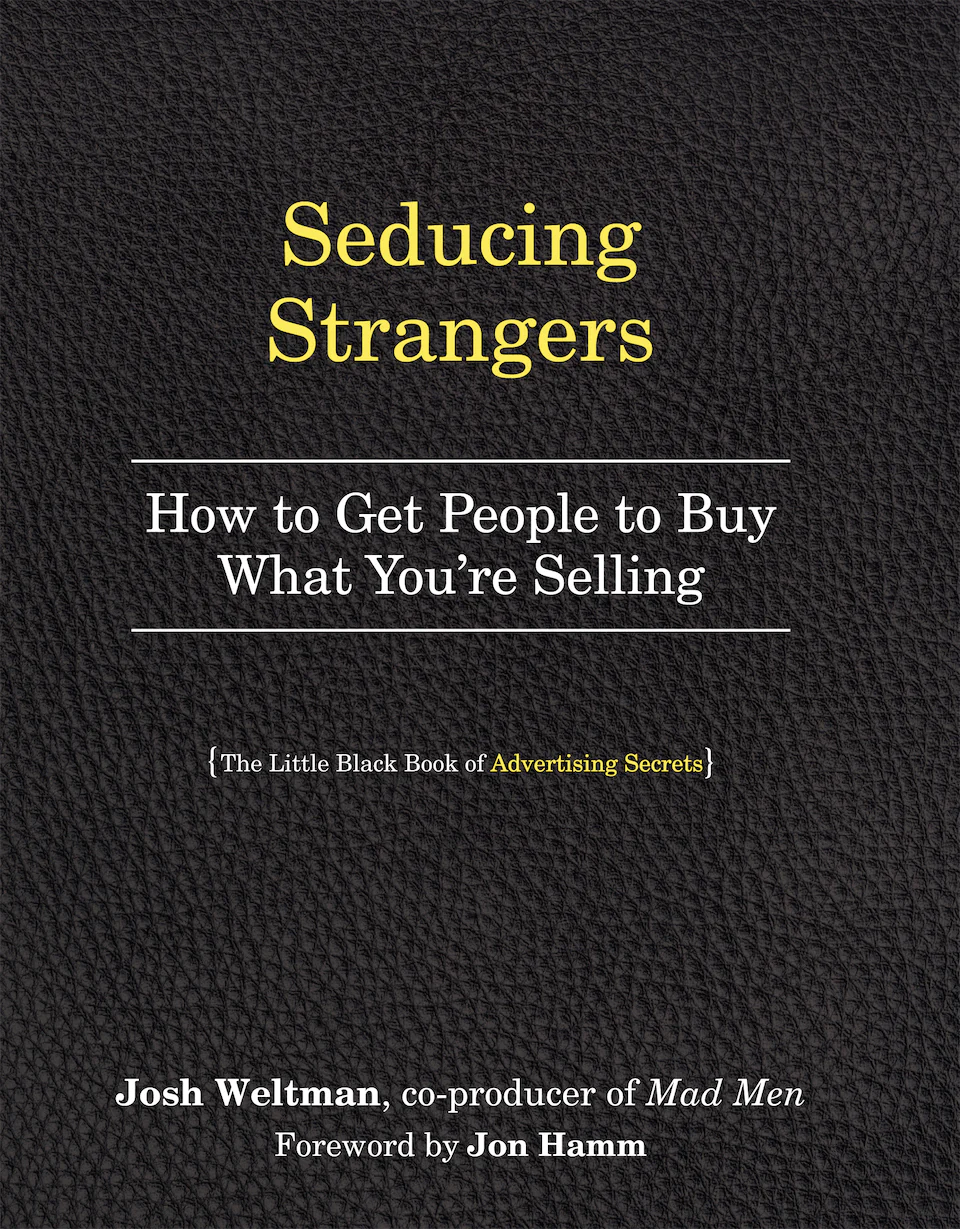 Seducing
Strangers
How to Get People to Buy
What You’re Selling
{The Little Black Book of Advertising Secrets}
Josh Weltman, co-producer of Mad Men
Foreword by Jon Hamm